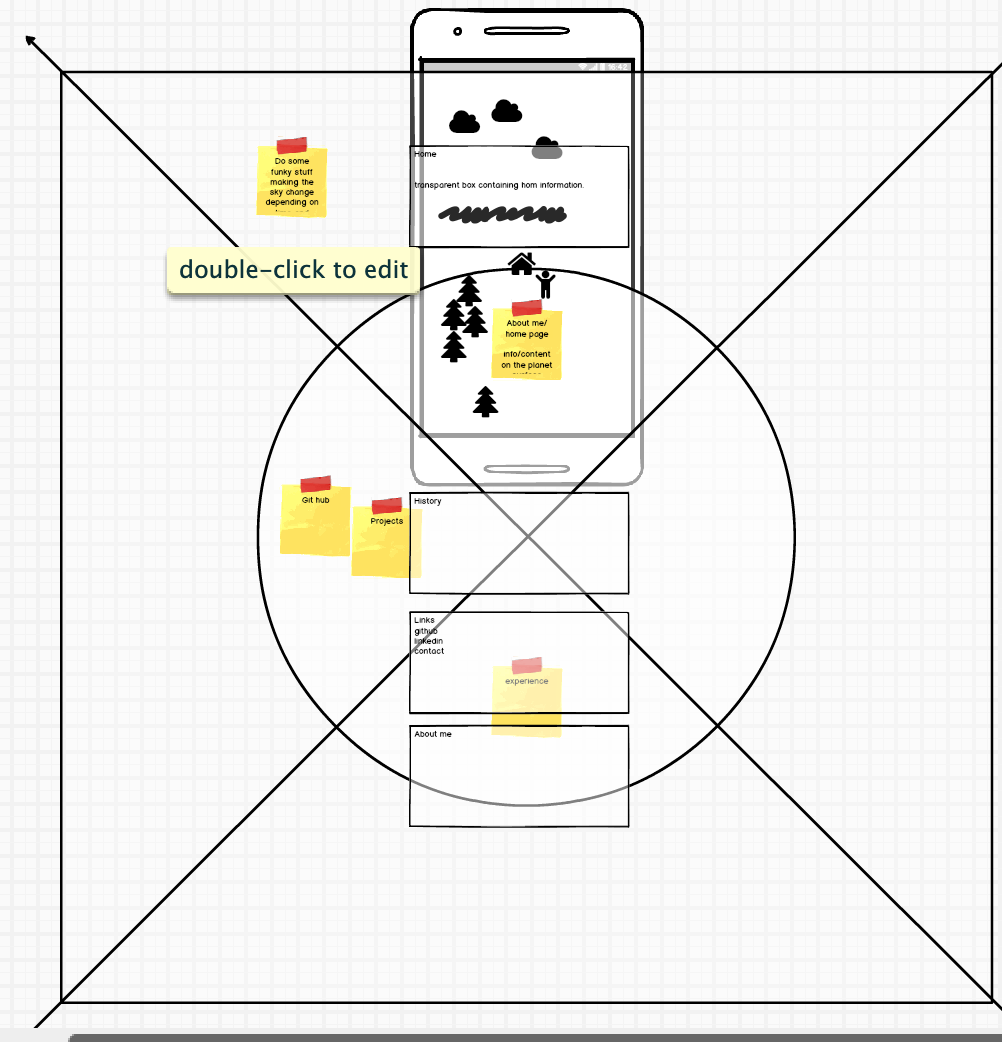 16:42
Do some
funky stuff
making the
sky change
depending on
Home
transparent box containing hom information.
double-click to edit
About me/
home page
info/content
on the planet
Git hub
Projects
History
Links
github
linkedin
contact
experience
About me